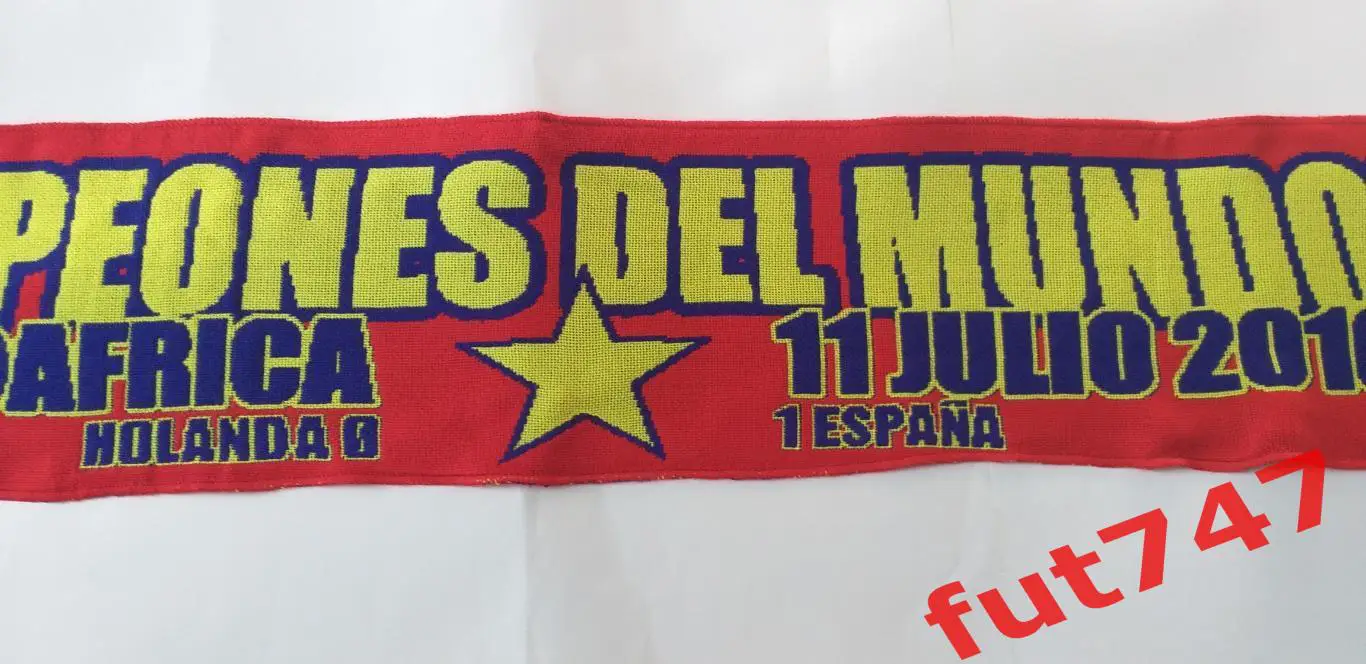 PEONES DEL MUNDO
AFRICA 11 JULIO 201
HOLANDA 0 1 ESPAÑA
fut747